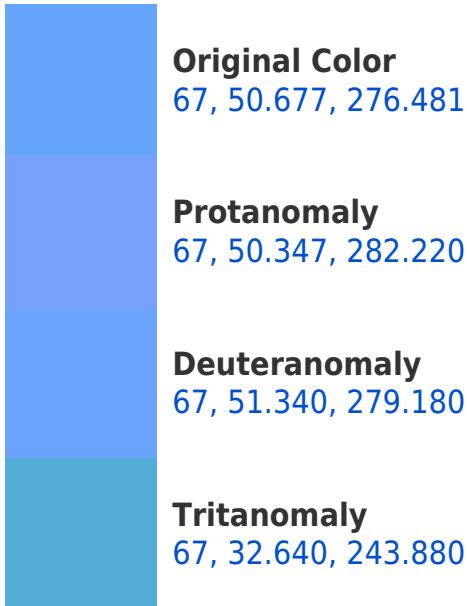 Original Color
67, 50.677, 276.481
Protanomaly
67, 50.347, 282.220
Deuteranomaly
67, 51.340, 279.180
Tritanomaly
67, 32.640, 243.880